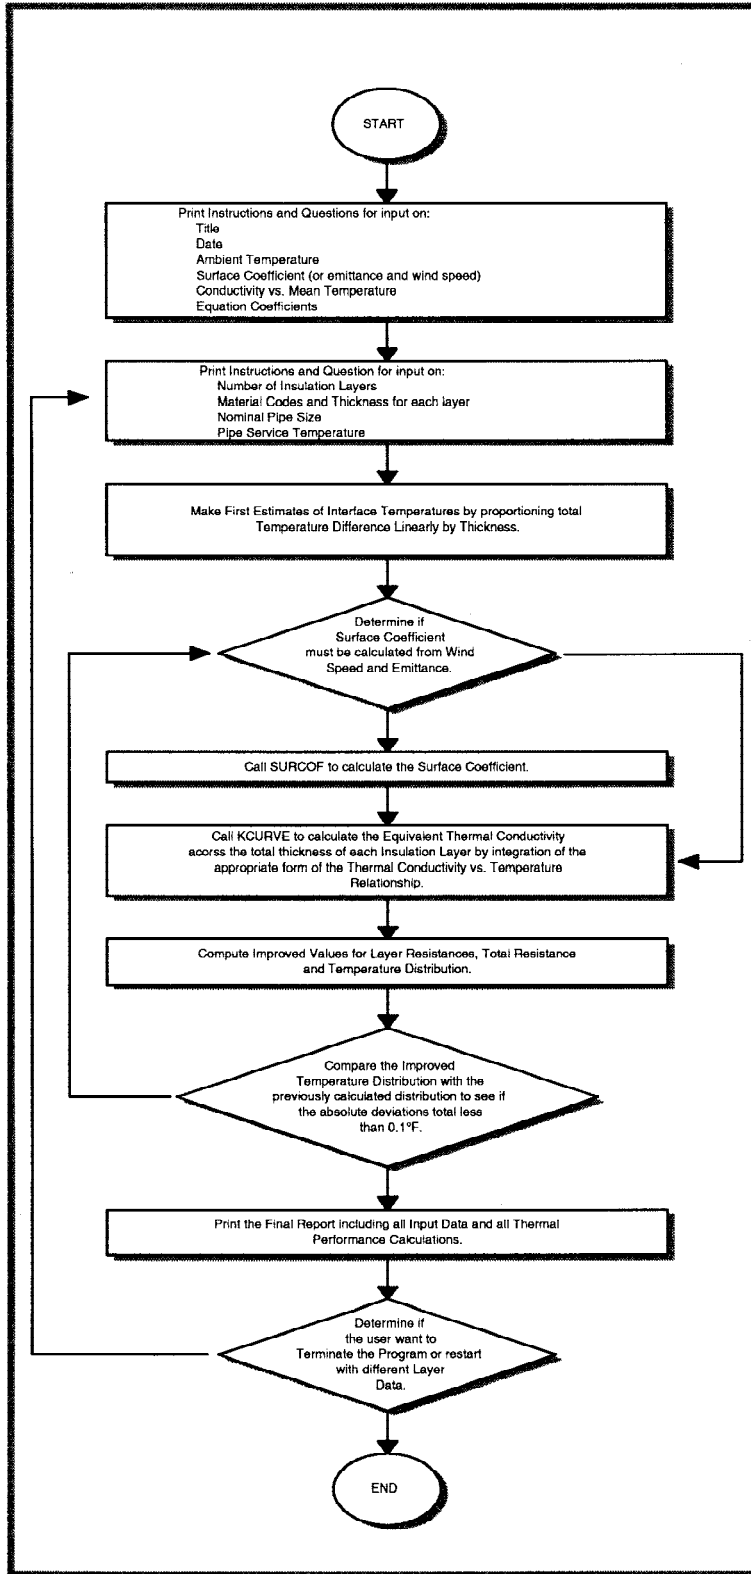 START
Print Instructions and Questions for input on:
Title
Date
Ambient Temperature
Surface Coefficient (or emittance and wind speed)
Conductivity vs. Mean Temperature
Equation Coefficients
Print Instructions and Question for input on:
Number of Insulation Layers
Material Codes and Thickness for each layer
Nominal Pipe Size
Pipe Service Temperature
Make First Estimates of Interface Temperatures by proportioning total
Temperature Difference Linearly by Thickness.
Determine if
Surface Coefficient
must be calculated from Wind
Speed and Emittance.
Call SURCOF to calculate the Surface Coefficient.
Call KCURVE to calculate the Equivalent Thermal Conductivity
acorss the total thickness of each Insulation Layer by integration of the
appropriate form of the Thermal Conductivity vs. Temperature
Relationship.
Compute Improved Values for Layer Resistances, Total Resistance
and Temperature Distribution.
Compare the Improved
Temperature Distribution with the
previously calculated distribution to see if
the absolute deviations total less
than 0.1°F.
Print the Final Report including all Input Data and all Thermal
Performance Calculations.
Determine if
the user want to
Terminate the Program or restart
with different Layer
Data.
END